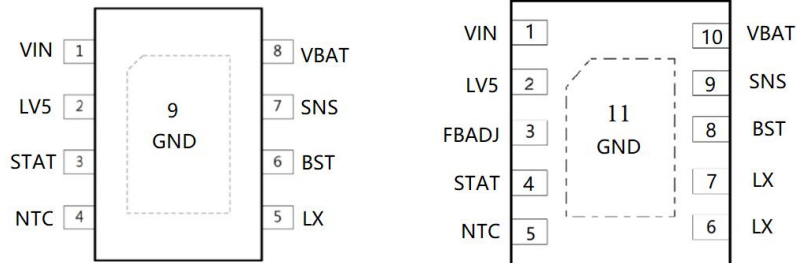 VIN 1 8 VBAT
LV5 2 7 SNS
9
GND
STAT 3 6 BST
NTC 4 5 LX
VIN 1 10 VBAT
LV5 2 9 SNS
11
GND
FBADJ 3 8 BST
STAT 4 7 LX
NTC 5 6 LX